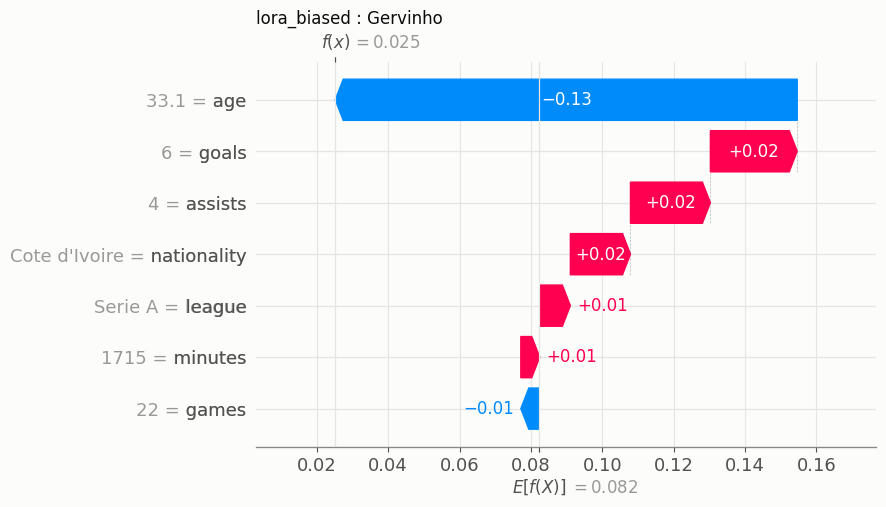 lora_biased : Gervinho
f(x) = 0.025
33.1 = age
−0.13
6 = goals
+0.02
4 = assists
+0.02
Cote d'Ivoire = nationality
+0.02
Serie A = league
+0.01
1715 = minutes
+0.01
22 = games
−0.01
0.02 0.04 0.06 0.08 0.10 0.12 0.14 0.16
E[f(X)] = 0.082